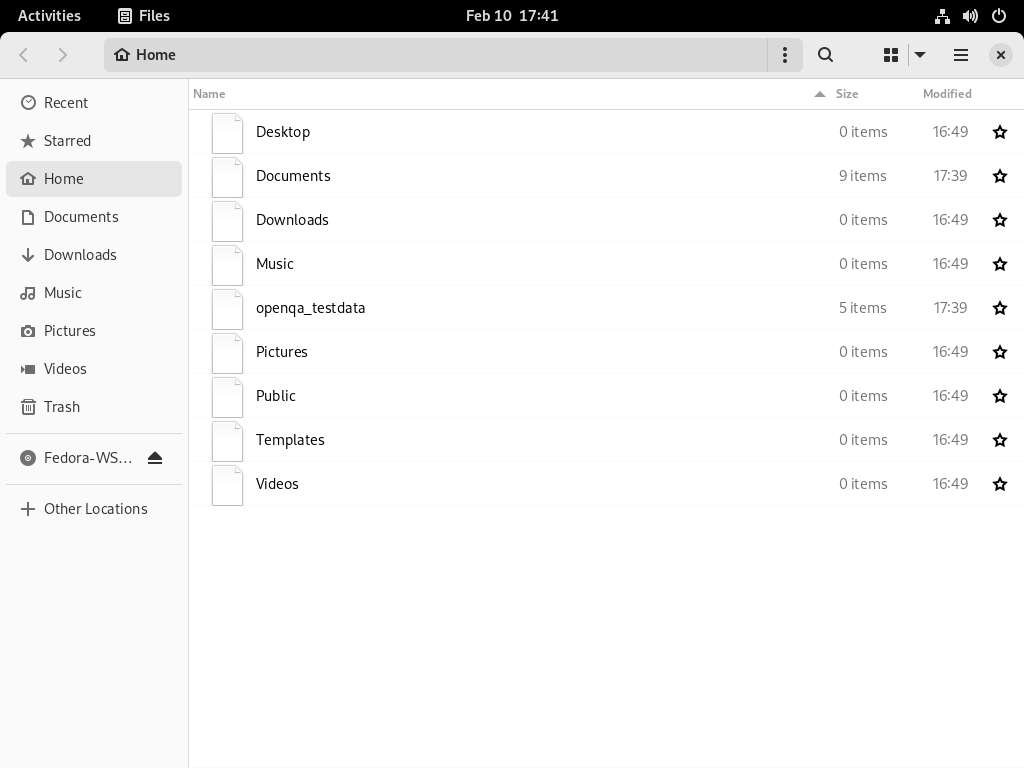 Activities Files Feb 10 17:41
Home
Name Size Modified
Recent
Starred
Home
Documents
Downloads
Music
Pictures
Videos
Trash
Fedora-WS...
Other Locations
Desktop 0 items 16:49
Documents 9 items 17:39
Downloads 0 items 16:49
Music 0 items 16:49
openqa_testdata 5 items 17:39
Pictures 0 items 16:49
Public 0 items 16:49
Templates 0 items 16:49
Videos 0 items 16:49